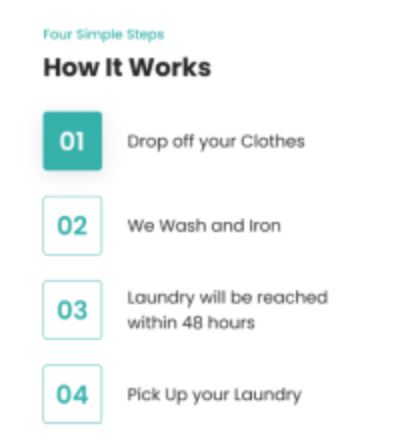 Four Simple Steps
How It Works
01
Drop off your Clothes
02
We Wash and Iron
03
Laundry will be reached
within 48 hours
04
Pick Up your Laundry